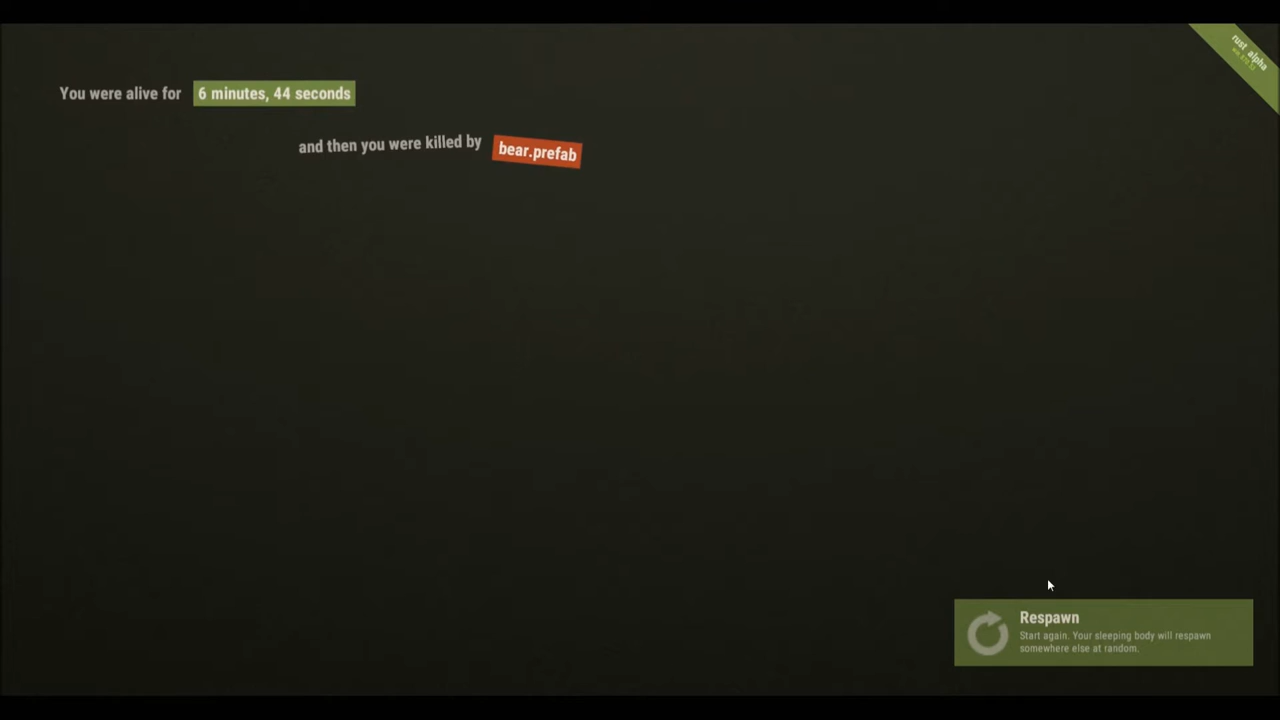 You were alive for 6 minutes, 44 seconds
and then you were killed by bear.prefab
rust alpha
Respawn
Start again. Your sleeping body will respawn
somewhere else at random.